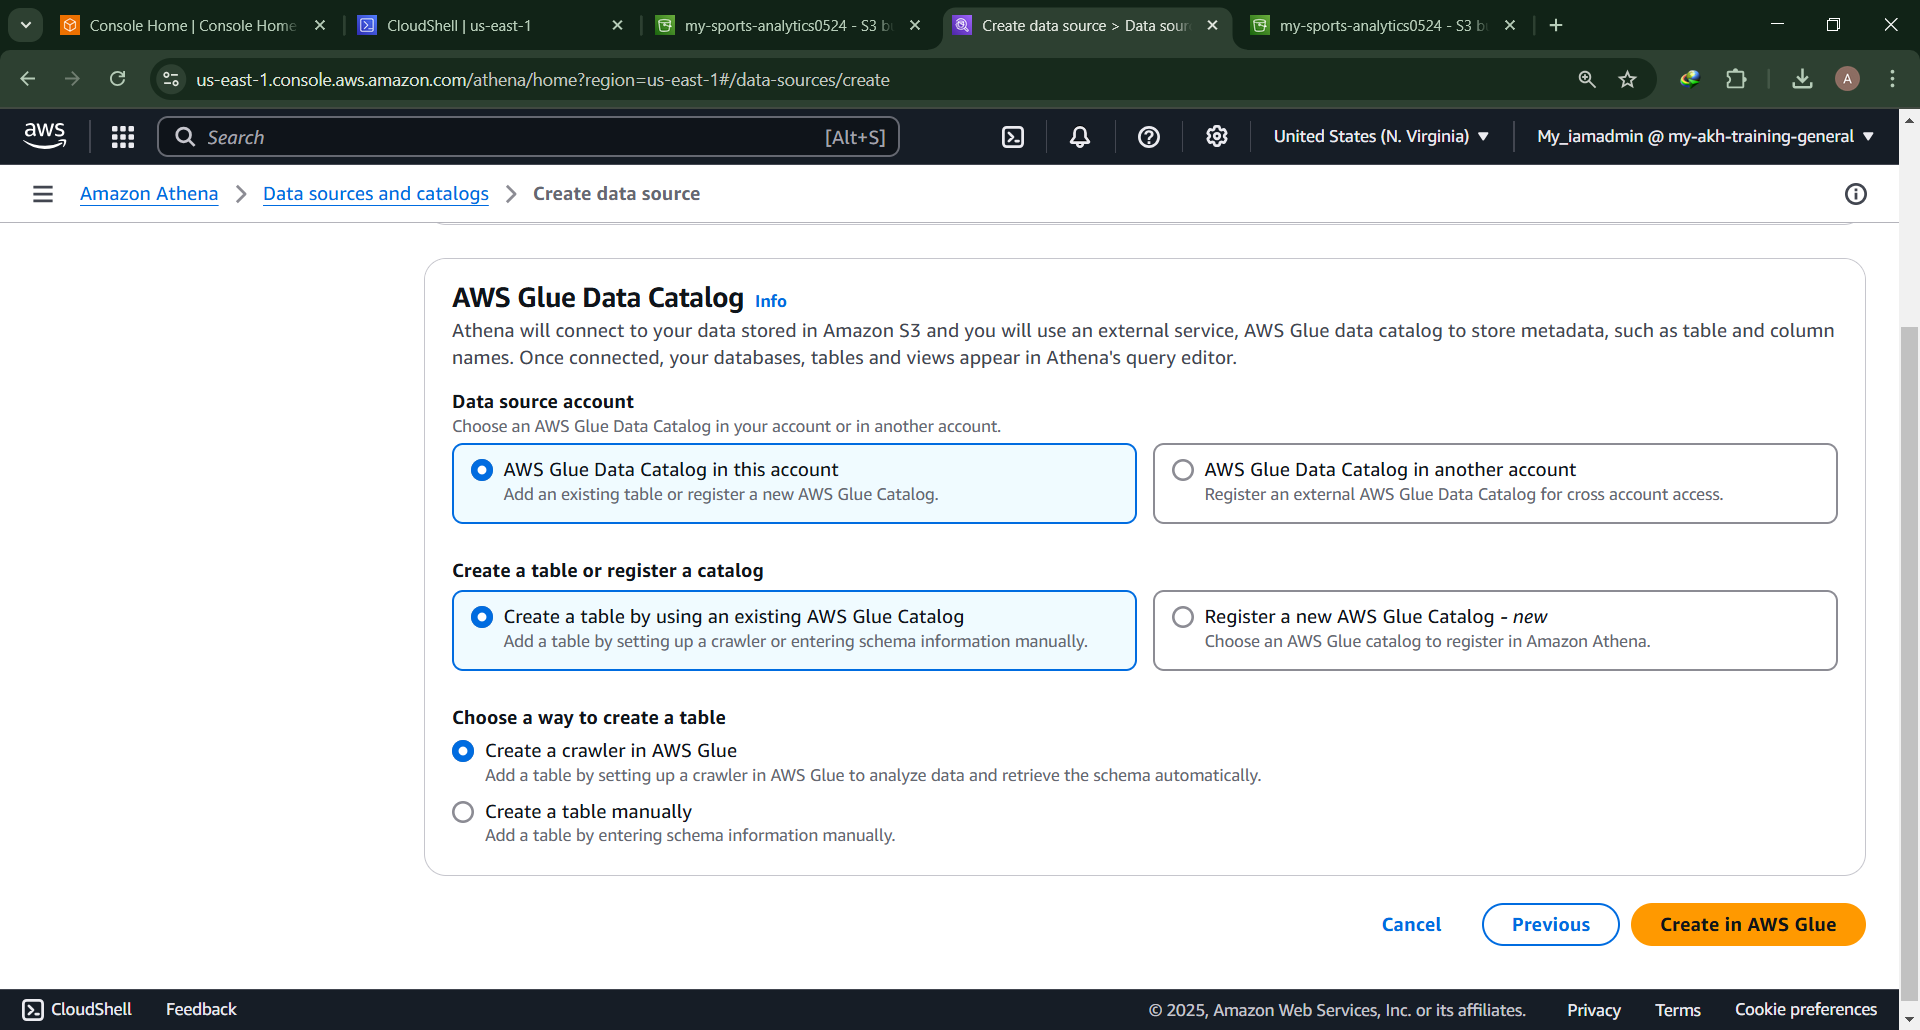 Console Home | Console Home
CloudShell | us-east-1
my-sports-analytics0524 - S3 bu
Create data source > Data sour
my-sports-analytics0524 - S3 bu
us-east-1.console.aws.amazon.com/athena/home?region=us-east-1#/data-sources/create
A
aws
Search
[Alt+S]
United States (N. Virginia)
My_iamadmin @ my-akh-training-general
Amazon Athena
Data sources and catalogs
Create data source
AWS Glue Data Catalog Info
Athena will connect to your data stored in Amazon S3 and you will use an external service, AWS Glue data catalog to store metadata, such as table and column
names. Once connected, your databases, tables and views appear in Athena's query editor.
Data source account
Choose an AWS Glue Data Catalog in your account or in another account.
AWS Glue Data Catalog in this account
Add an existing table or register a new AWS Glue Catalog.
AWS Glue Data Catalog in another account
Register an external AWS Glue Data Catalog for cross account access.
Create a table or register a catalog
Create a table by using an existing AWS Glue Catalog
Add a table by setting up a crawler or entering schema information manually.
Register a new AWS Glue Catalog - new
Choose an AWS Glue catalog to register in Amazon Athena.
Choose a way to create a table
Create a crawler in AWS Glue
Add a table by setting up a crawler in AWS Glue to analyze data and retrieve the schema automatically.
Create a table manually
Add a table by entering schema information manually.
Cancel
Previous
Create in AWS Glue
CloudShell
Feedback
© 2025, Amazon Web Services, Inc. or its affiliates.
Privacy
Terms
Cookie preferences